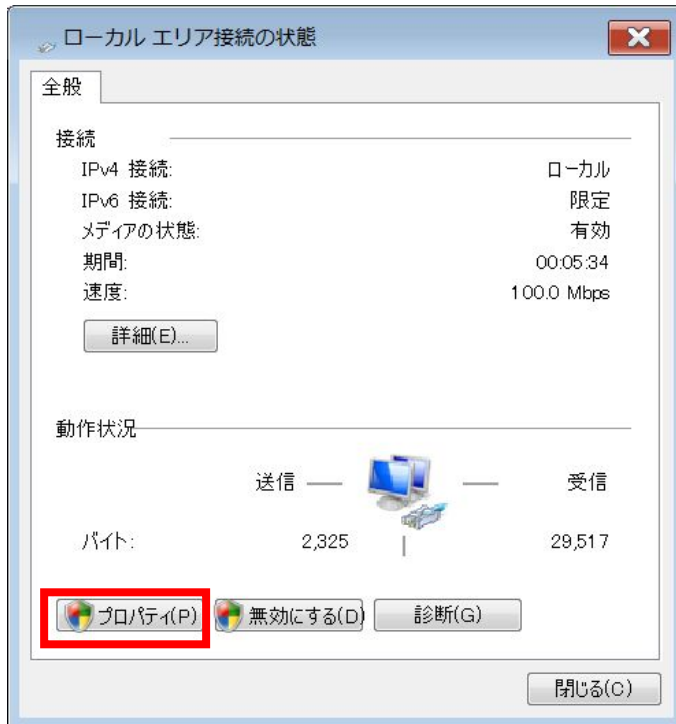 ローカル エリア接続の状態
全般
接続
IPv4 接続: ローカル
IPv6 接続: 限定
メディアの状態: 有効
期間: 00:05:34
速度: 100.0 Mbps
詳細(E)...
動作状況
送信 受信
バイト: 2,325 29,517
プロパティ(P) 無効にする(D) 診断(G)
閉じる(C)